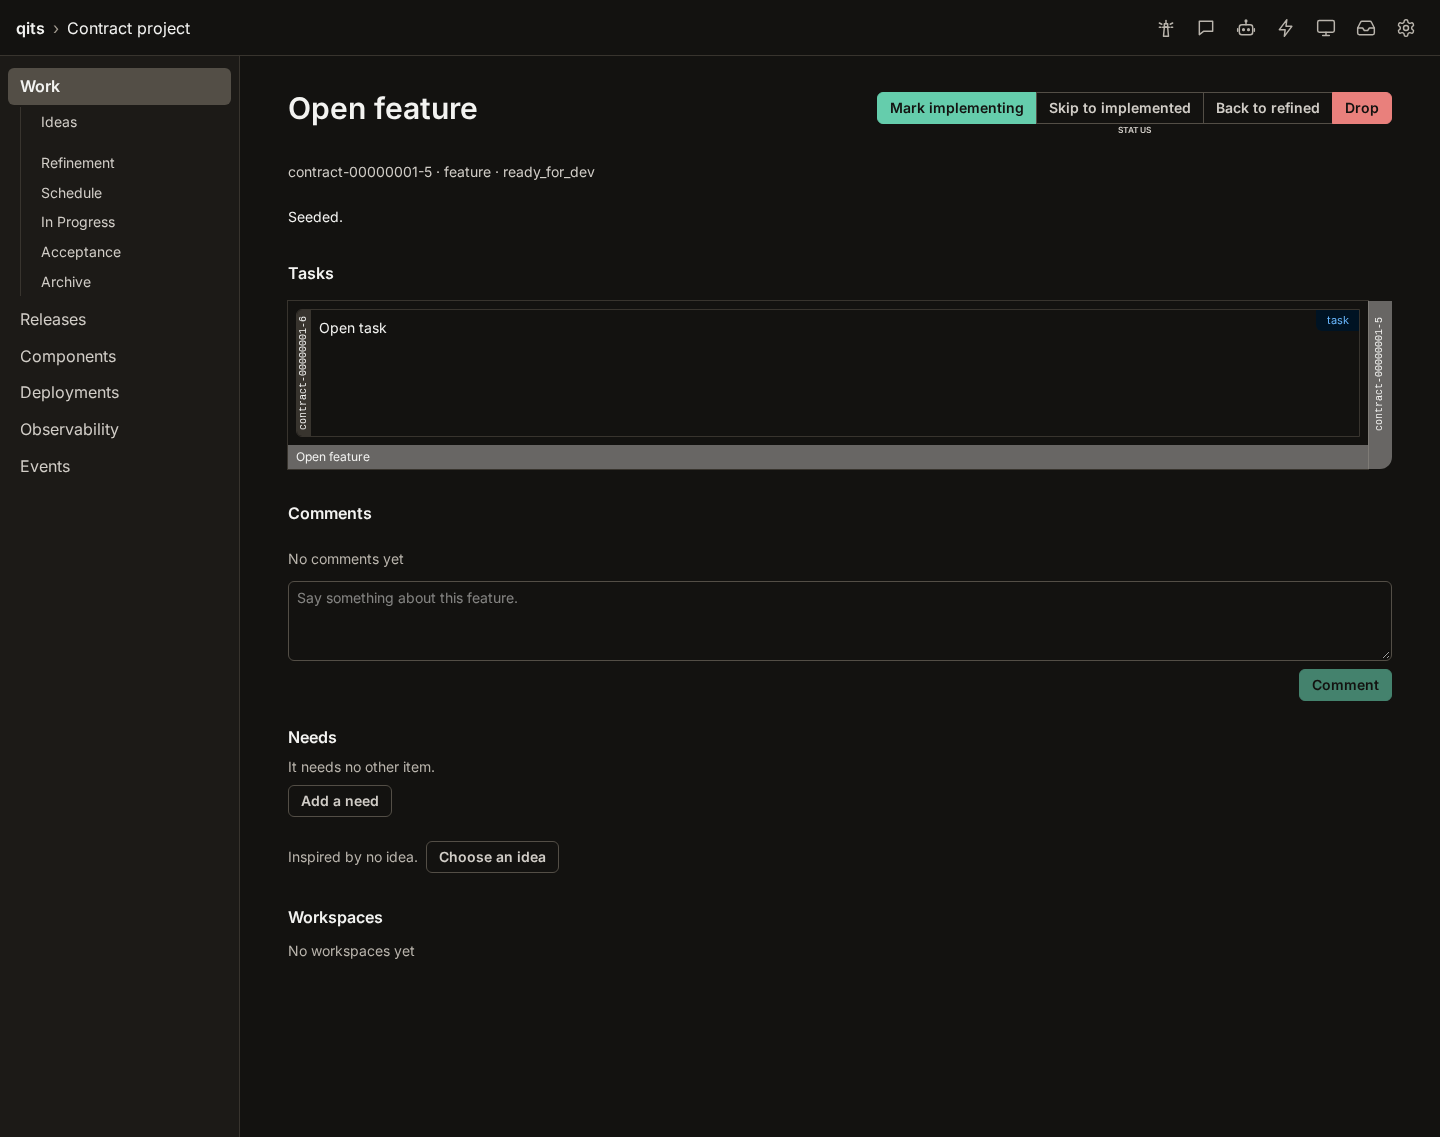 qits › Contract project
Work
Ideas
Refinement
Schedule
In Progress
Acceptance
Archive
Releases
Components
Deployments
Observability
Events
Open feature
Mark implementing
Skip to implemented
Back to refined
Drop
STATUS
contract-00000001-5 · feature · ready_for_dev
Seeded.
Tasks
contract-00000001-6
Open task
task
contract-00000001-5
Open feature
Comments
No comments yet
Say something about this feature.
Comment
Needs
It needs no other item.
Add a need
Inspired by no idea.
Choose an idea
Workspaces
No workspaces yet